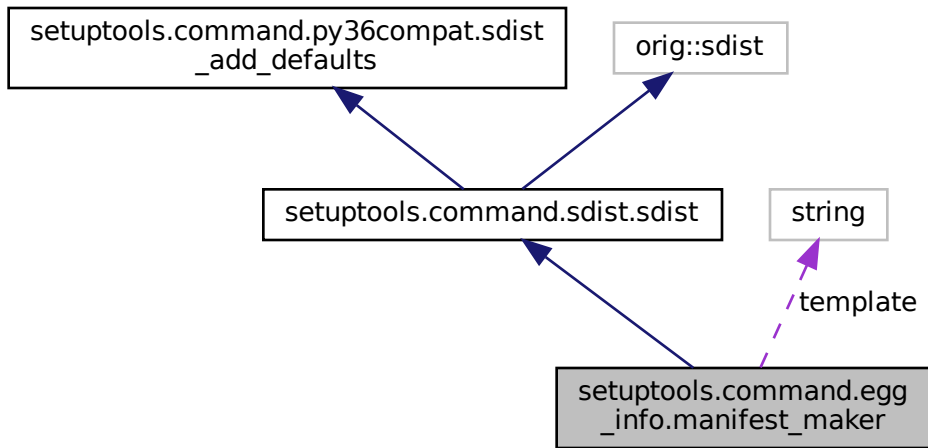 setuptools.command.py36compat.sdist
_add_defaults
orig::sdist
setuptools.command.sdist.sdist
string
template
setuptools.command.egg
_info.manifest_maker